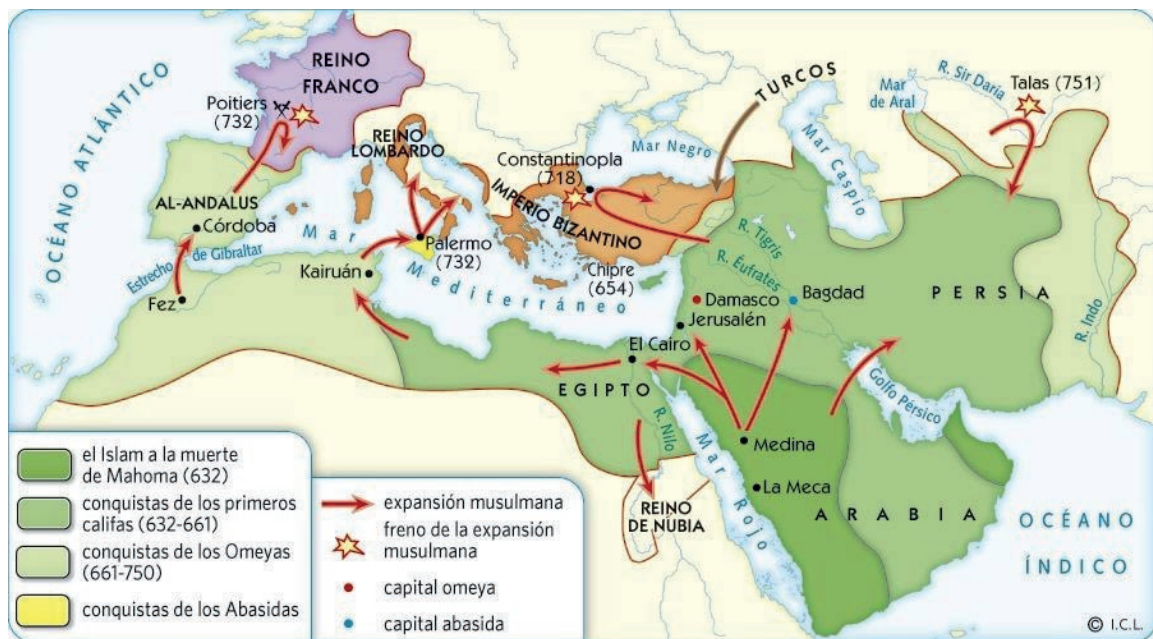 REINO
FRANCO
Poitiers
(732)
OCÉANO ATLÁNTICO
AL-ANDALUS
Córdoba
Estrecho de Gibraltar
Fez
Kairuán
Mar Mediterráneo
REINO
LOMBARDO
Palermo
(732)
Constantinopla
(718)
IMPERIO BIZANTINO
Chipre
(654)
Mar Negro
TURCOS
Mar Caspio
Mar
de Aral
R. Sir Daria
Talas (751)
R. Tigris
R. Éufrates
Damasco
Bagdad
Jerusalén
PERSIA
R. Indo
El Cairo
EGIPTO
R. Nilo
Golfo Pérsico
Mar Rojo
Medina
La Meca
ARABIA
REINO
DE NUBIA
OCÉANO
ÍNDICO
el Islam a la muerte
de Mahoma (632)
conquistas de los primeros
califas (632-661)
conquistas de los Omeyas
(661-750)
conquistas de los Abasidas
expansión musulmana
freno de la expansión
musulmana
capital omeya
capital abasida
© I.C.L.